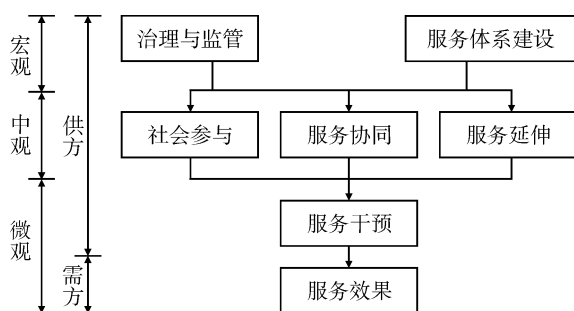 宏观
治理与监管
服务体系建设
中观
供方
社会参与
服务协同
服务延伸
微观
服务干预
需方
服务效果